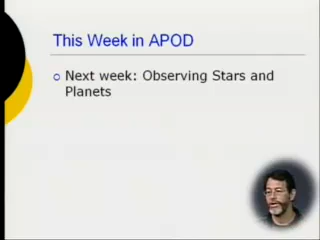 This Week in APOD
Next week: Observing Stars and
Planets